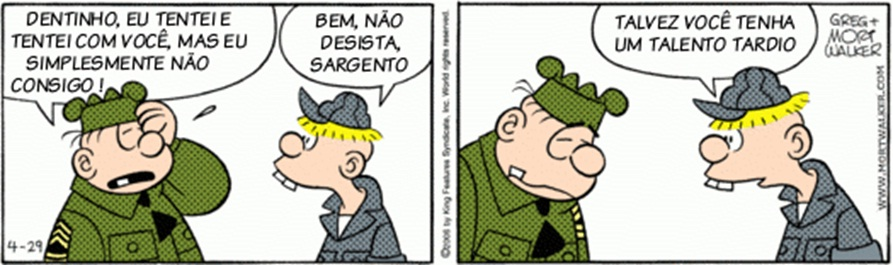 DENTINHO, EU TENTEI E
TENTEI COM VOCÊ, MAS EU
SIMPLESMENTE NÃO
CONSIGO!
BEM, NÃO
DESISTA,
SARGENTO
4-29
©2006 by King Features Syndicate, Inc. World rights reserved.
TALVEZ VOCÊ TENHA
UM TALENTO TARDIO
GREG+
MORT
WALKER
WWW.MORTWALKER.COM